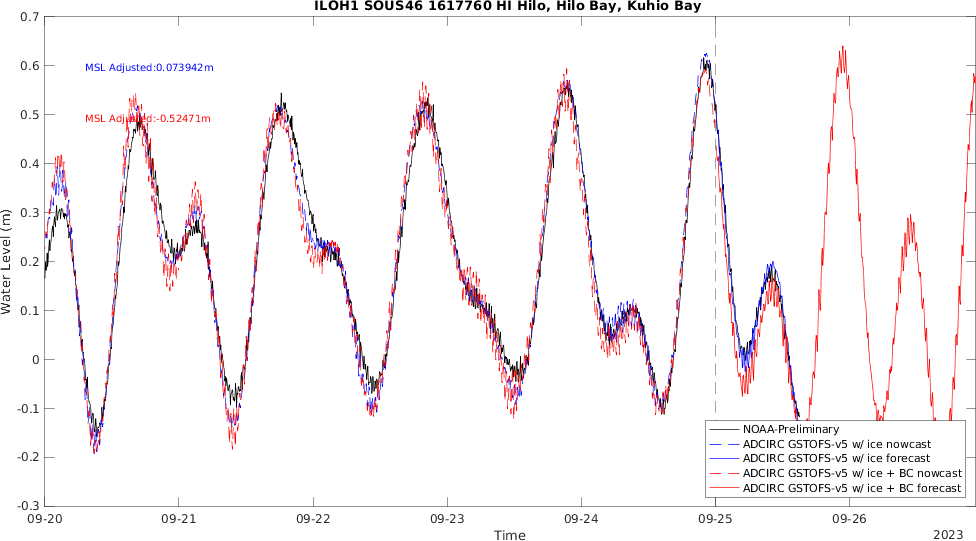 ILOH1 SOUS46 1617760 HI Hilo, Hilo Bay, Kuhio Bay
0.7
0.6
0.5
0.4
0.3
0.2
0.1
0
-0.1
-0.2
-0.3
Water Level (m)
MSL Adjusted:0.073942m
MSL Adjusted:-0.52471m
NOAA-Preliminary
ADCIRC GSTOFS-v5 w/ ice nowcast
ADCIRC GSTOFS-v5 w/ ice forecast
ADCIRC GSTOFS-v5 w/ ice + BC nowcast
ADCIRC GSTOFS-v5 w/ ice + BC forecast
09-20 09-21 09-22 09-23 09-24 09-25 09-26
Time
2023